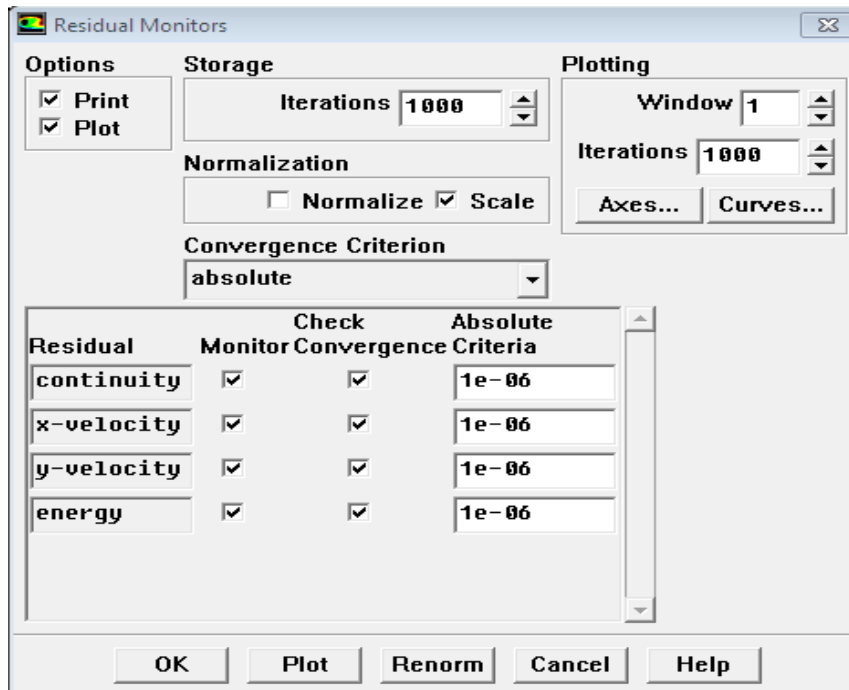 Residual Monitors
Options
Print
Plot
Storage
Iterations 1000
Normalization
Normalize Scale
Convergence Criterion
absolute
Plotting
Window 1
Iterations 1000
Axes... Curves...
Check Absolute
Residual Monitor Convergence Criteria
continuity 1e-06
x-velocity 1e-06
y-velocity 1e-06
energy 1e-06
OK Plot Renorm Cancel Help